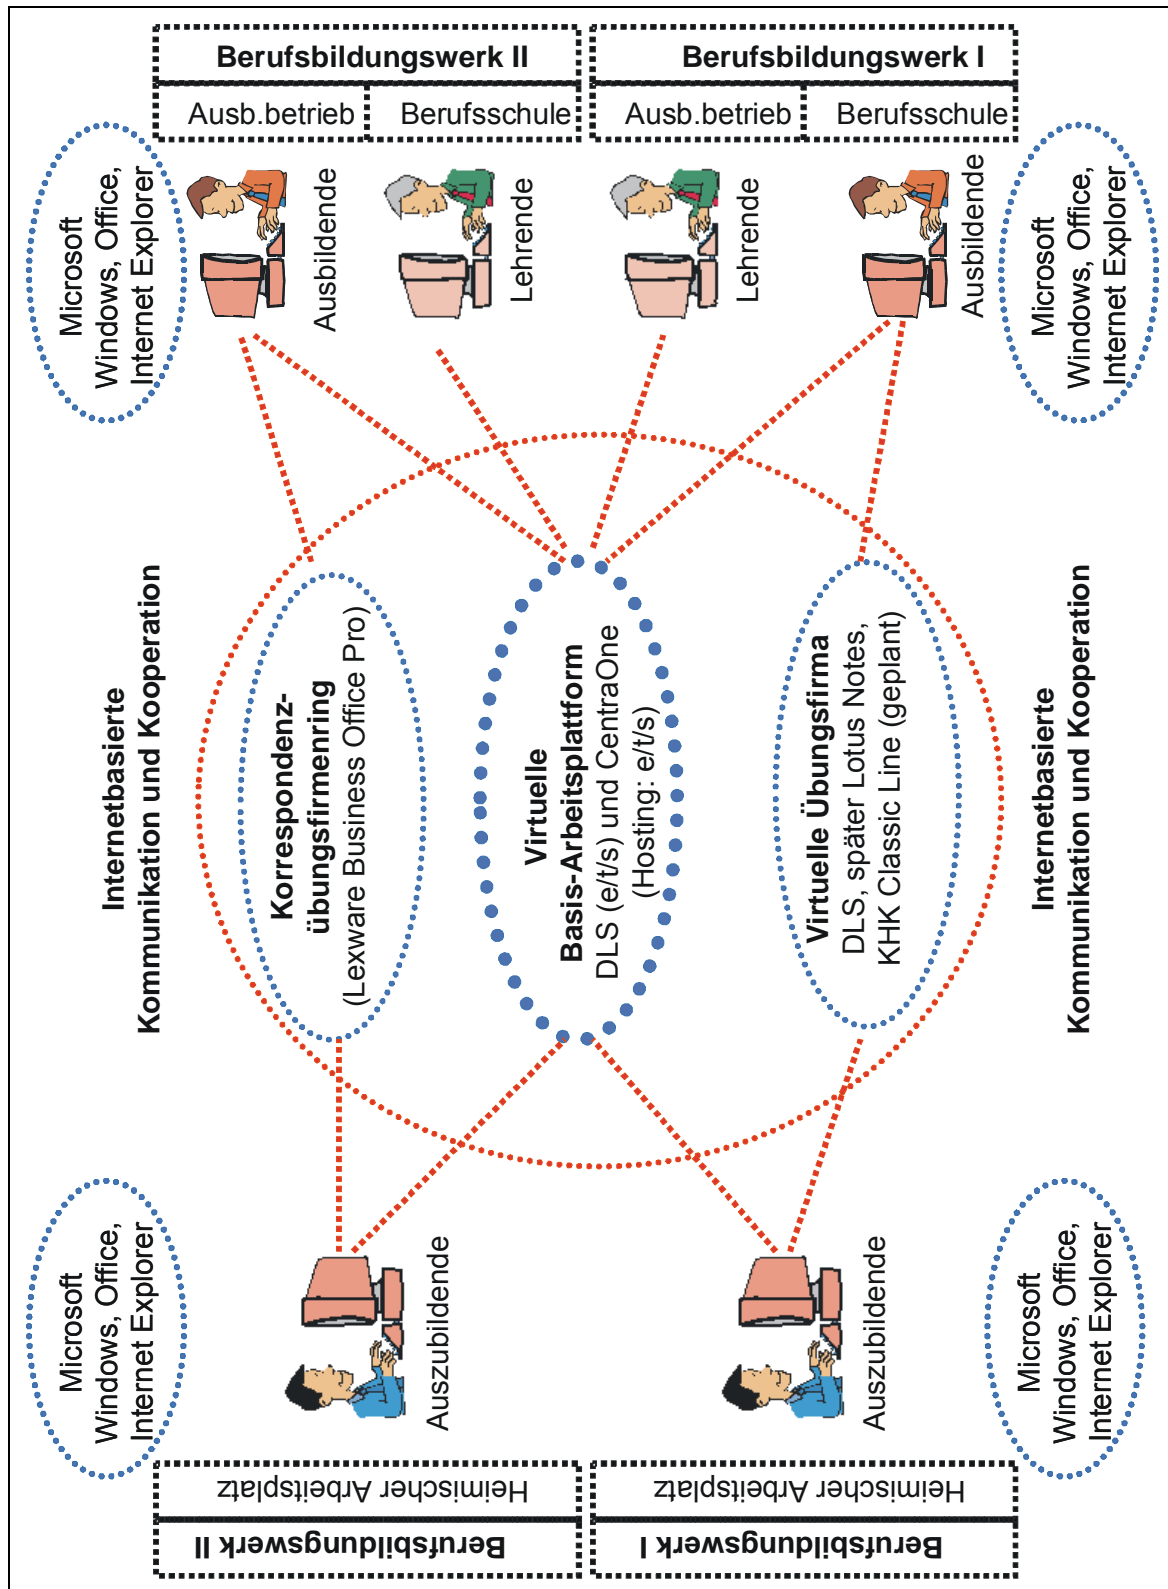 Berufsbildungswerk II
Berufsbildungswerk I
Ausb.betrieb
Berufsschule
Ausb.betrieb
Berufsschule
Microsoft
Windows, Office,
Internet Explorer
Ausbildende
Lehrende
Lehrende
Ausbildende
Microsoft
Windows, Office,
Internet Explorer
Internetbasierte
Kommunikation und Kooperation
Korrespondenz-
übungsfirmenring
(Lexware Business Office Pro)
Virtuelle
Basis-Arbeitsplattform
DLS (e/t/s) und CentraOne
(Hosting: e/t/s)
Virtuelle Übungsfirma
DLS, später Lotus Notes,
KHK Classic Line (geplant)
Internetbasierte
Kommunikation und Kooperation
Microsoft
Windows, Office,
Internet Explorer
Auszubildende
Auszubildende
Microsoft
Windows, Office,
Internet Explorer
Heimischer Arbeitsplatz
Heimischer Arbeitsplatz
Berufsbildungswerk II
Berufsbildungswerk I